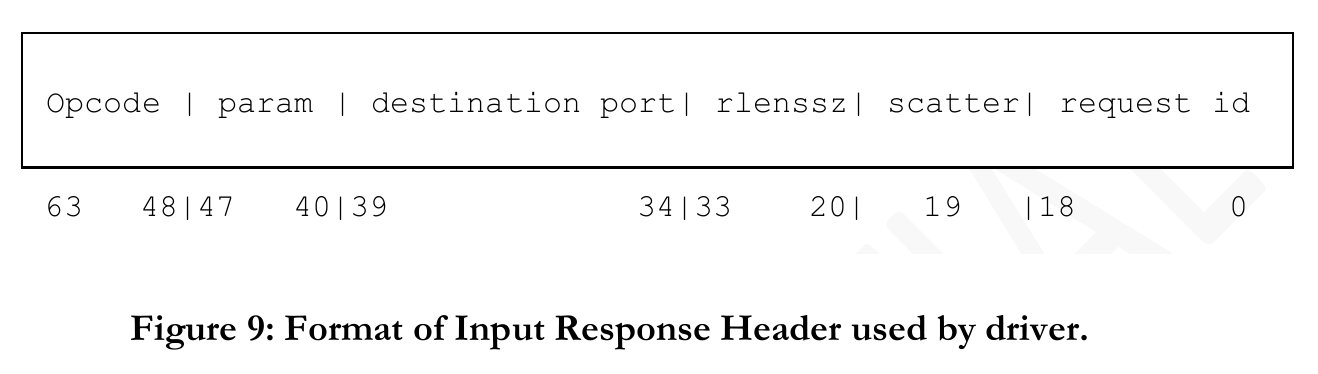 Opcode | param | destination port| rlenssz| scatter| request id
63 48|47 40|39 34|33 20| 19 |18 0
Figure 9: Format of Input Response Header used by driver.